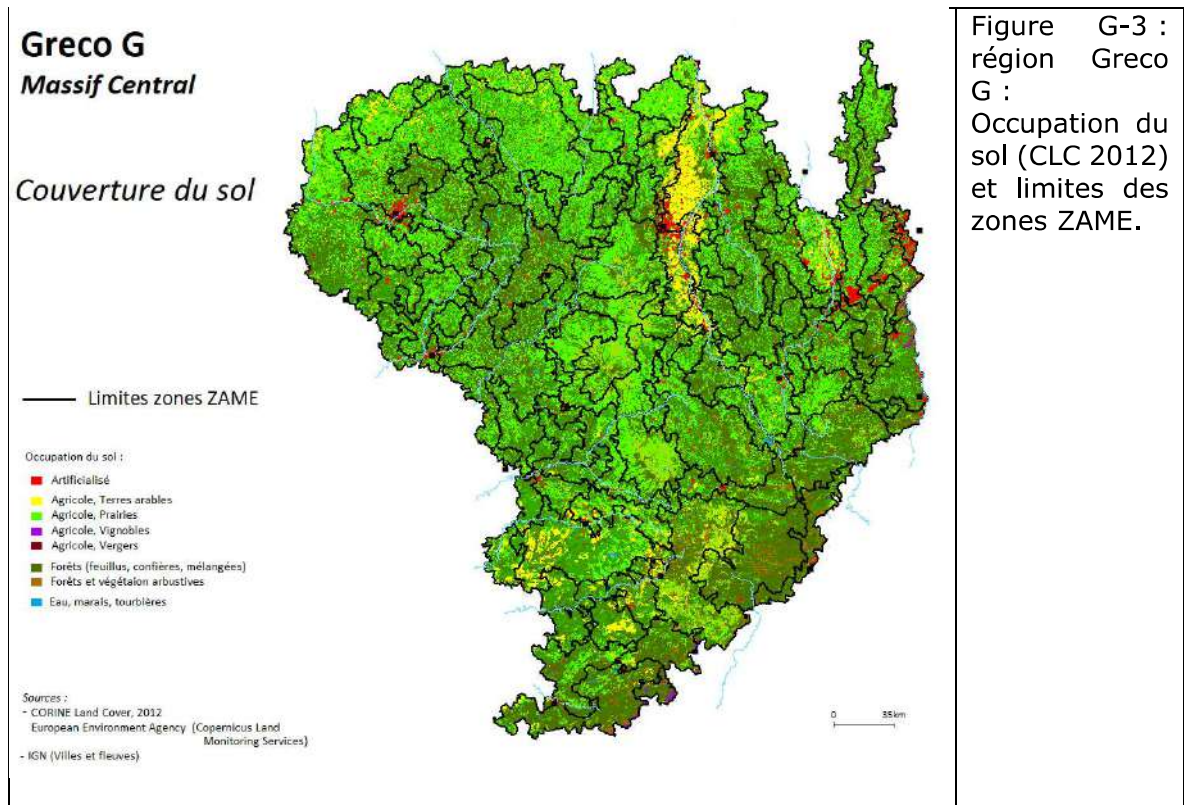 Greco G
Massif Central
Couverture du sol
Limites zones ZAME
Occupation du sol :
Artificialisé
Agricole, Terres arables
Agricole, Prairies
Agricole, Vignobles
Agricole, Vergers
Forêts (feuillus, confières, mélangées)
Forêts et végétaion arbustives
Eau, marais, tourbières
Sources :
- CORINE Land Cover, 2012
European Environment Agency (Copernicus Land
Monitoring Services)
- IGN (Villes et fleuves)
0 35km
Figure G-3 :
région Greco
G :
Occupation du
sol (CLC 2012)
et limites des
zones ZAME.